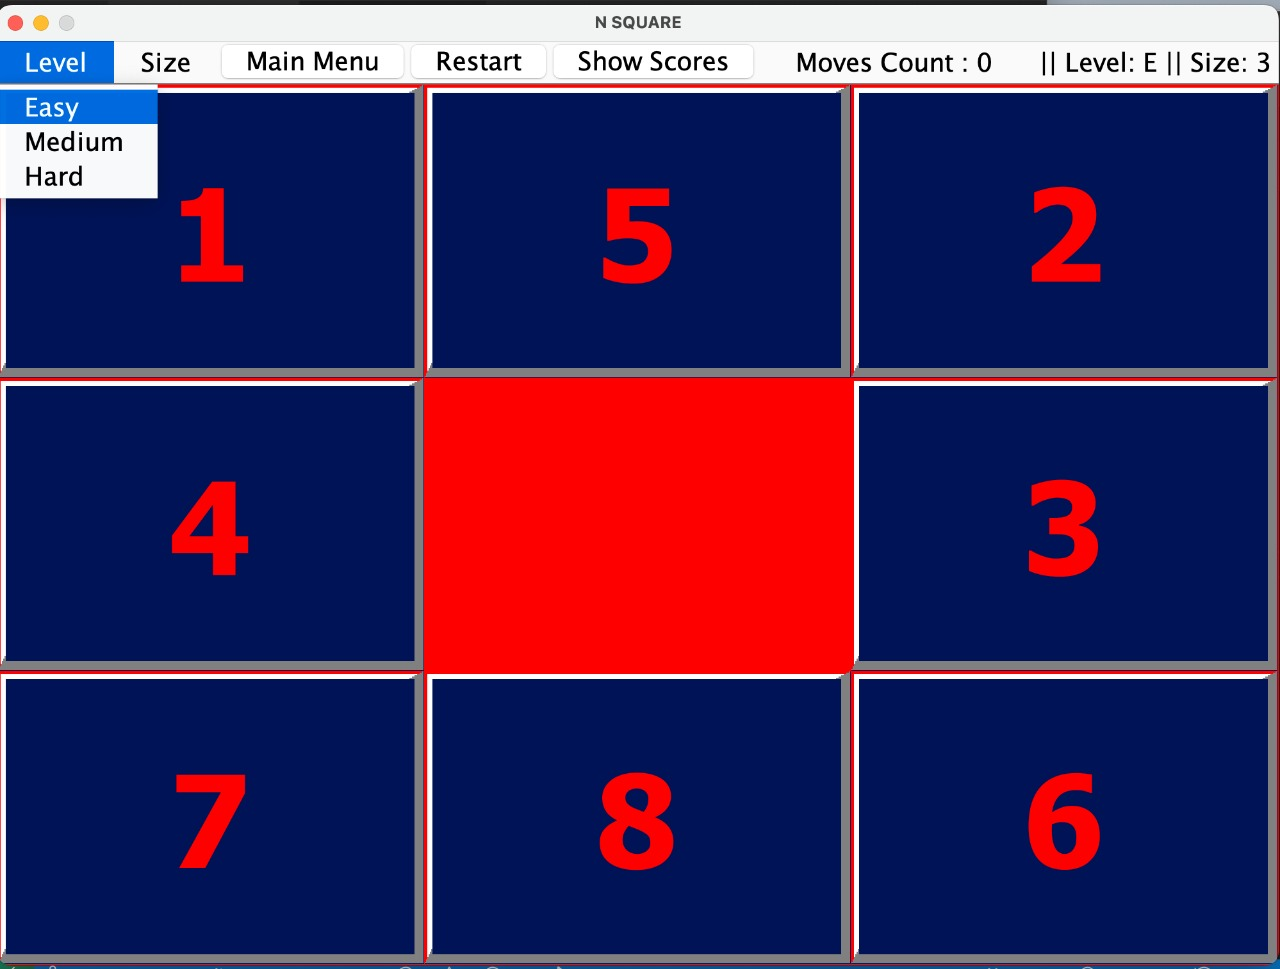 N SQUARE
Level Size Main Menu Restart Show Scores Moves Count : 0 || Level: E || Size: 3
Easy
Medium
Hard
1 5 2
4 3
7 8 6